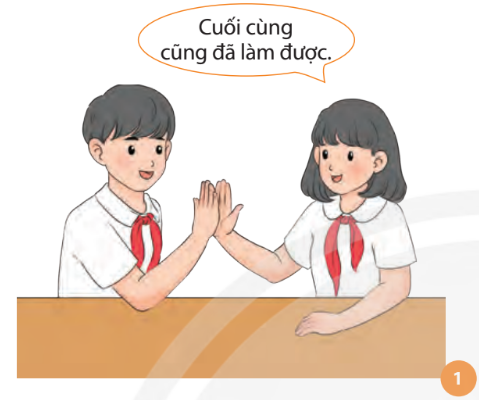 Cuối cùng
cũng đã làm được.
1